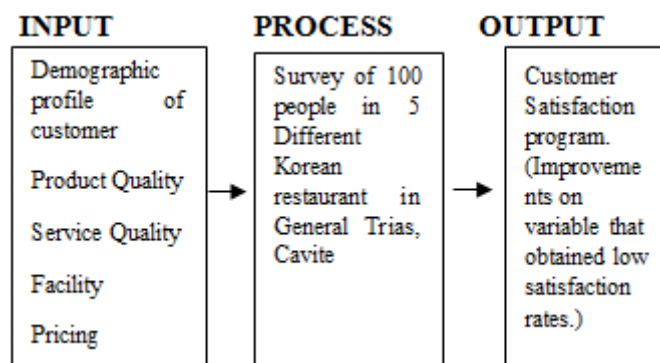 INPUT
Demographic
profile of
customer
Product Quality
Service Quality
Facility
Pricing
PROCESS
Survey of 100
people in 5
Different
Korean
restaurant in
General Trias,
Cavite
OUTPUT
Customer
Satisfaction
program.
(Improveme
nts on
variable that
obtained low
satisfaction
rates.)